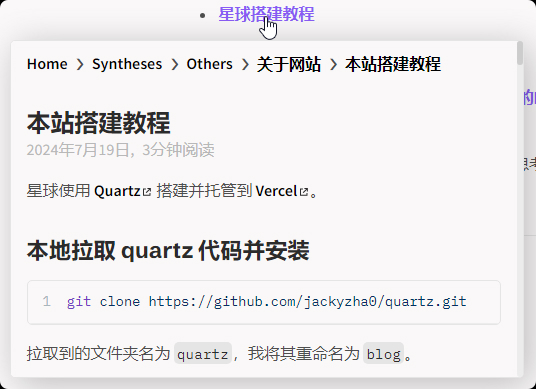 星球搭建教程
Home > Syntheses > Others > 关于网站 > 本站搭建教程
本站搭建教程
2024年7月19日，3分钟阅读
星球使用 Quartz 搭建并托管到 Vercel。
本地拉取 quartz 代码并安装
1 git clone https://github.com/jackyzha0/quartz.git
拉取到的文件夹名为 quartz，我将其重命名为 blog。